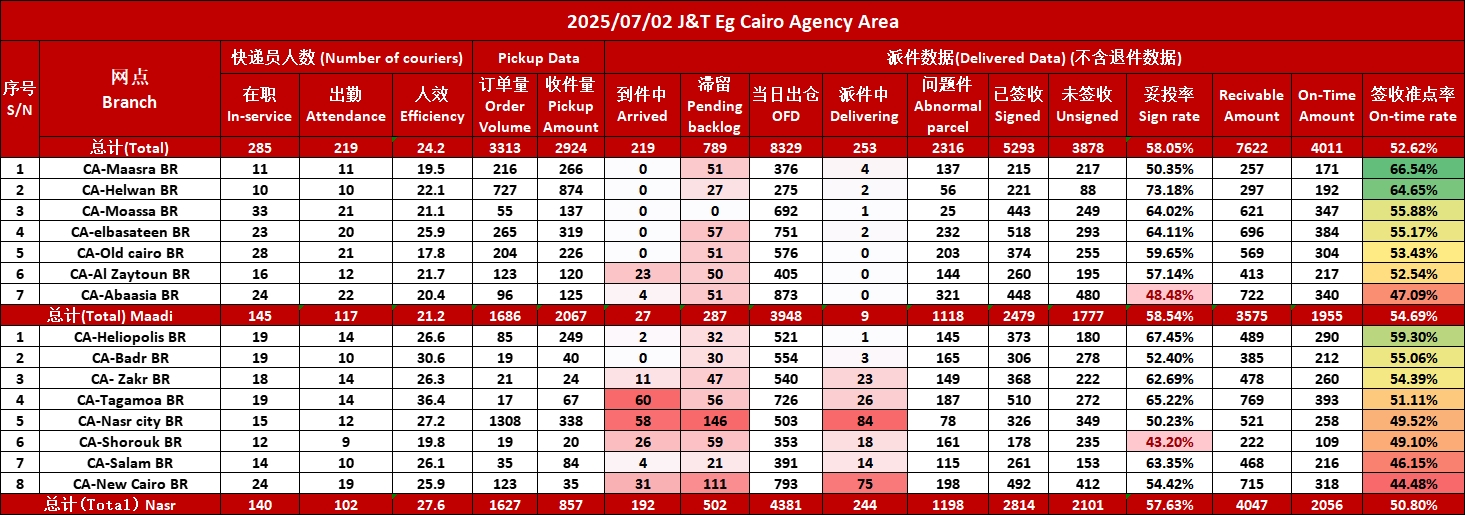 2025/07/02 J&T Eg Cairo Agency Area
序号 S/N 网点 Branch 快递员人数 (Number of couriers) Pickup Data 派件数据(Delivered Data) (不含退件数据)
在职 In-service 出勤 Attendance 人效 Efficiency 订单量 Order Volume 收件量 Pickup Amount 到件中 Arrived 滞留 Pending backlog 当日出仓 OFD 派件中 Delivering 问题件 Abnormal parcel 已签收 Signed 未签收 Unsigned 妥投率 Sign rate Recivable Amount On-Time Amount 签收准点率 On-time rate
总计(Total) 285 219 24.2 3313 2924 219 789 8329 253 2316 5293 3878 58.05% 7622 4011 52.62%
1 CA-Maasra BR 11 11 19.5 216 266 0 51 376 4 137 215 217 50.35% 257 171 66.54%
2 CA-Helwan BR 10 10 22.1 727 874 0 27 275 2 56 221 88 73.18% 297 192 64.65%
3 CA-Moassa BR 33 21 21.1 55 137 0 0 692 1 25 443 249 64.02% 621 347 55.88%
4 CA-elbasateen BR 23 20 25.9 265 319 0 57 751 2 232 518 293 64.11% 696 384 55.17%
5 CA-Old cairo BR 28 21 17.8 204 226 0 51 576 0 203 374 255 59.65% 569 304 53.43%
6 CA-Al Zaytoun BR 16 12 21.7 123 120 23 50 405 0 144 260 195 57.14% 413 217 52.54%
7 CA-Abaasia BR 24 22 20.4 96 125 4 51 873 0 321 448 480 48.48% 722 340 47.09%
总计(Total) Maadi 145 117 21.2 1686 2067 27 287 3948 9 1118 2479 1777 58.54% 3575 1955 54.69%
1 CA-Heliopolis BR 19 14 26.6 85 249 2 32 521 1 145 373 180 67.45% 489 290 59.30%
2 CA-Badr BR 19 10 30.6 19 40 0 30 554 3 165 306 278 52.40% 385 212 55.06%
3 CA- Zakr BR 18 14 26.3 21 24 11 47 540 23 149 368 222 62.69% 478 260 54.39%
4 CA-Tagamoa BR 19 14 36.4 17 67 60 56 726 26 187 510 272 65.22% 769 393 51.11%
5 CA-Nasr city BR 15 12 27.2 1308 338 58 146 503 84 78 326 349 50.23% 521 258 49.52%
6 CA-Shorouk BR 12 9 19.8 19 20 26 59 353 18 161 178 235 43.20% 222 109 49.10%
7 CA-Salam BR 14 10 26.1 35 84 4 21 391 14 115 261 153 63.35% 468 216 46.15%
8 CA-New Cairo BR 24 19 25.9 123 35 31 111 793 75 198 492 412 54.42% 715 318 44.48%
总计(Total) Nasr 140 102 27.6 1627 857 192 502 4381 244 1198 2814 2101 57.63% 4047 2056 50.80%